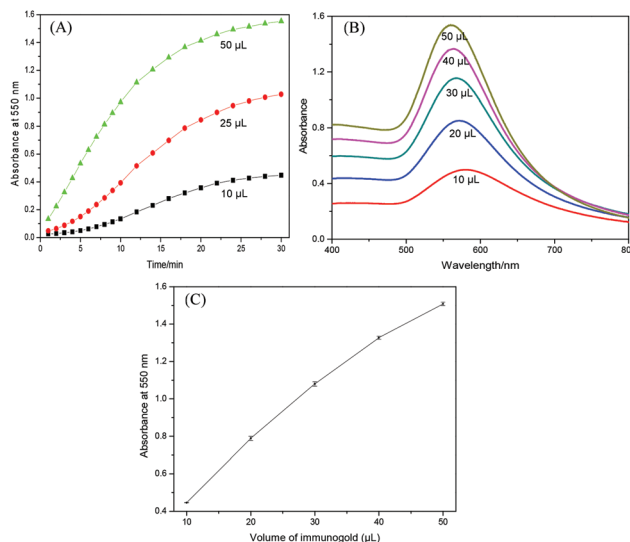 (A)
50 µL
25 µL
10 µL
Absorbance at 550 nm
1.6
1.4
1.2
1.0
0.8
0.6
0.4
0.2
0.0
0 5 10 15 20 25 30
Time/min
(B)
50 µL
40 µL
30 µL
20 µL
10 µL
Absorbance
1.6
1.2
0.8
0.4
0.0
400 500 600 700 800
Wavelength/nm
(C)
Absorbance at 550 nm
1.6
1.4
1.2
1.0
0.8
0.6
0.4
10 20 30 40 50
Volume of immunogold (µL)